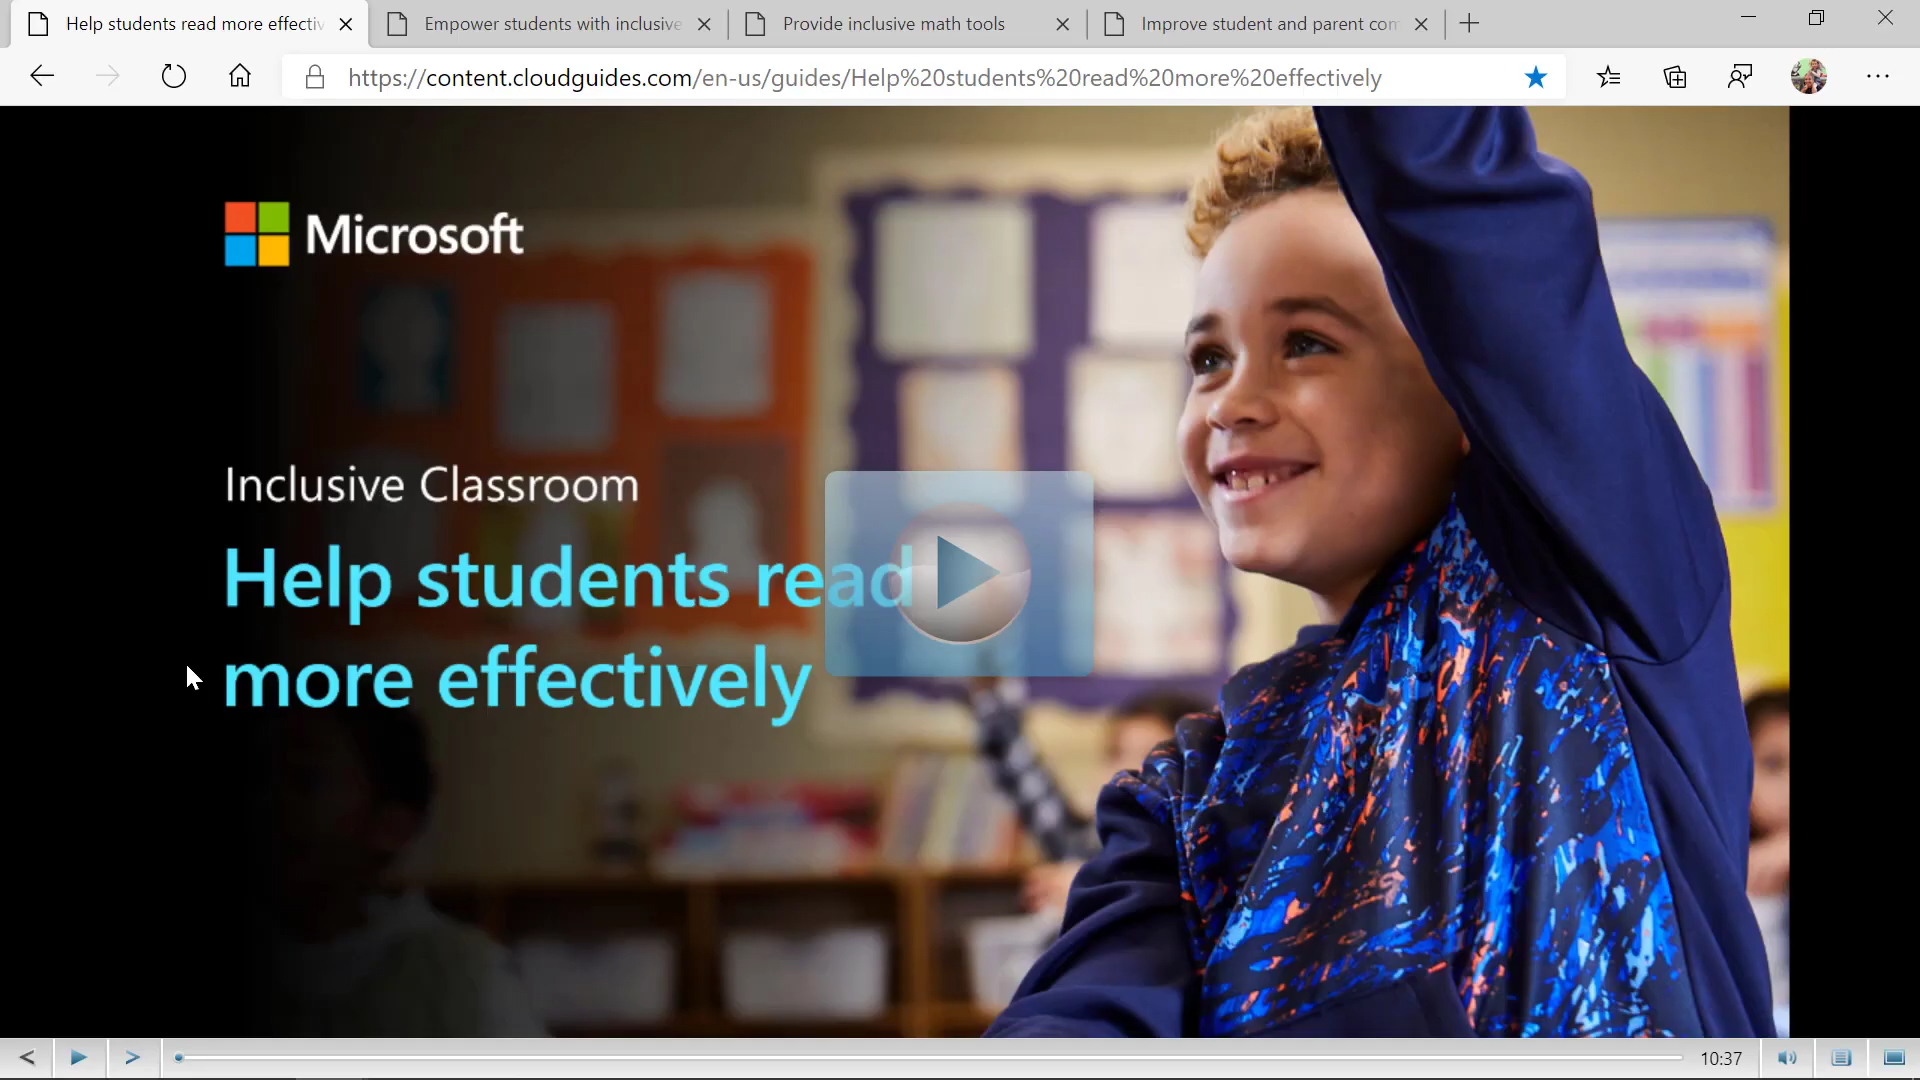 Help students read more effectiv
Empower students with inclusive
Provide inclusive math tools
Improve student and parent com
https://content.cloudguides.com/en-us/guides/Help%20students%20read%20more%20effectively
Microsoft
Inclusive Classroom
Help students read
more effectively
10:37